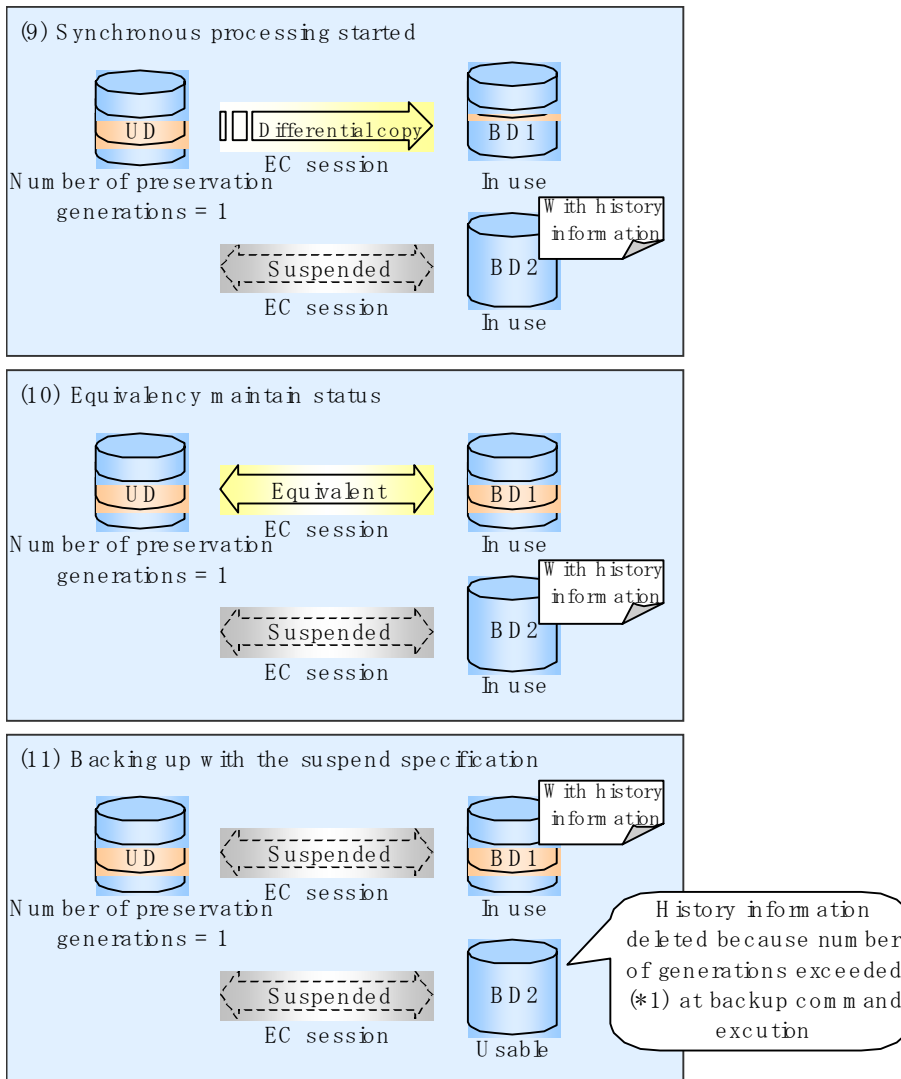 (9) Synchronous processing started
UD
Differential copy
BD1
EC session
In use
Number of preservation
generations = 1
With history
information
Suspended
BD2
EC session
In use
(10) Equivalency maintain status
UD
Equivalent
BD1
EC session
In use
Number of preservation
generations = 1
With history
information
Suspended
BD2
EC session
In use
(11) Backing up with the suspend specification
With history
information
UD
Suspended
BD1
EC session
In use
Number of preservation
generations = 1
Suspended
BD2
EC session
Usable
History information
deleted because number
of generations exceeded
(*1) at backup command
excution